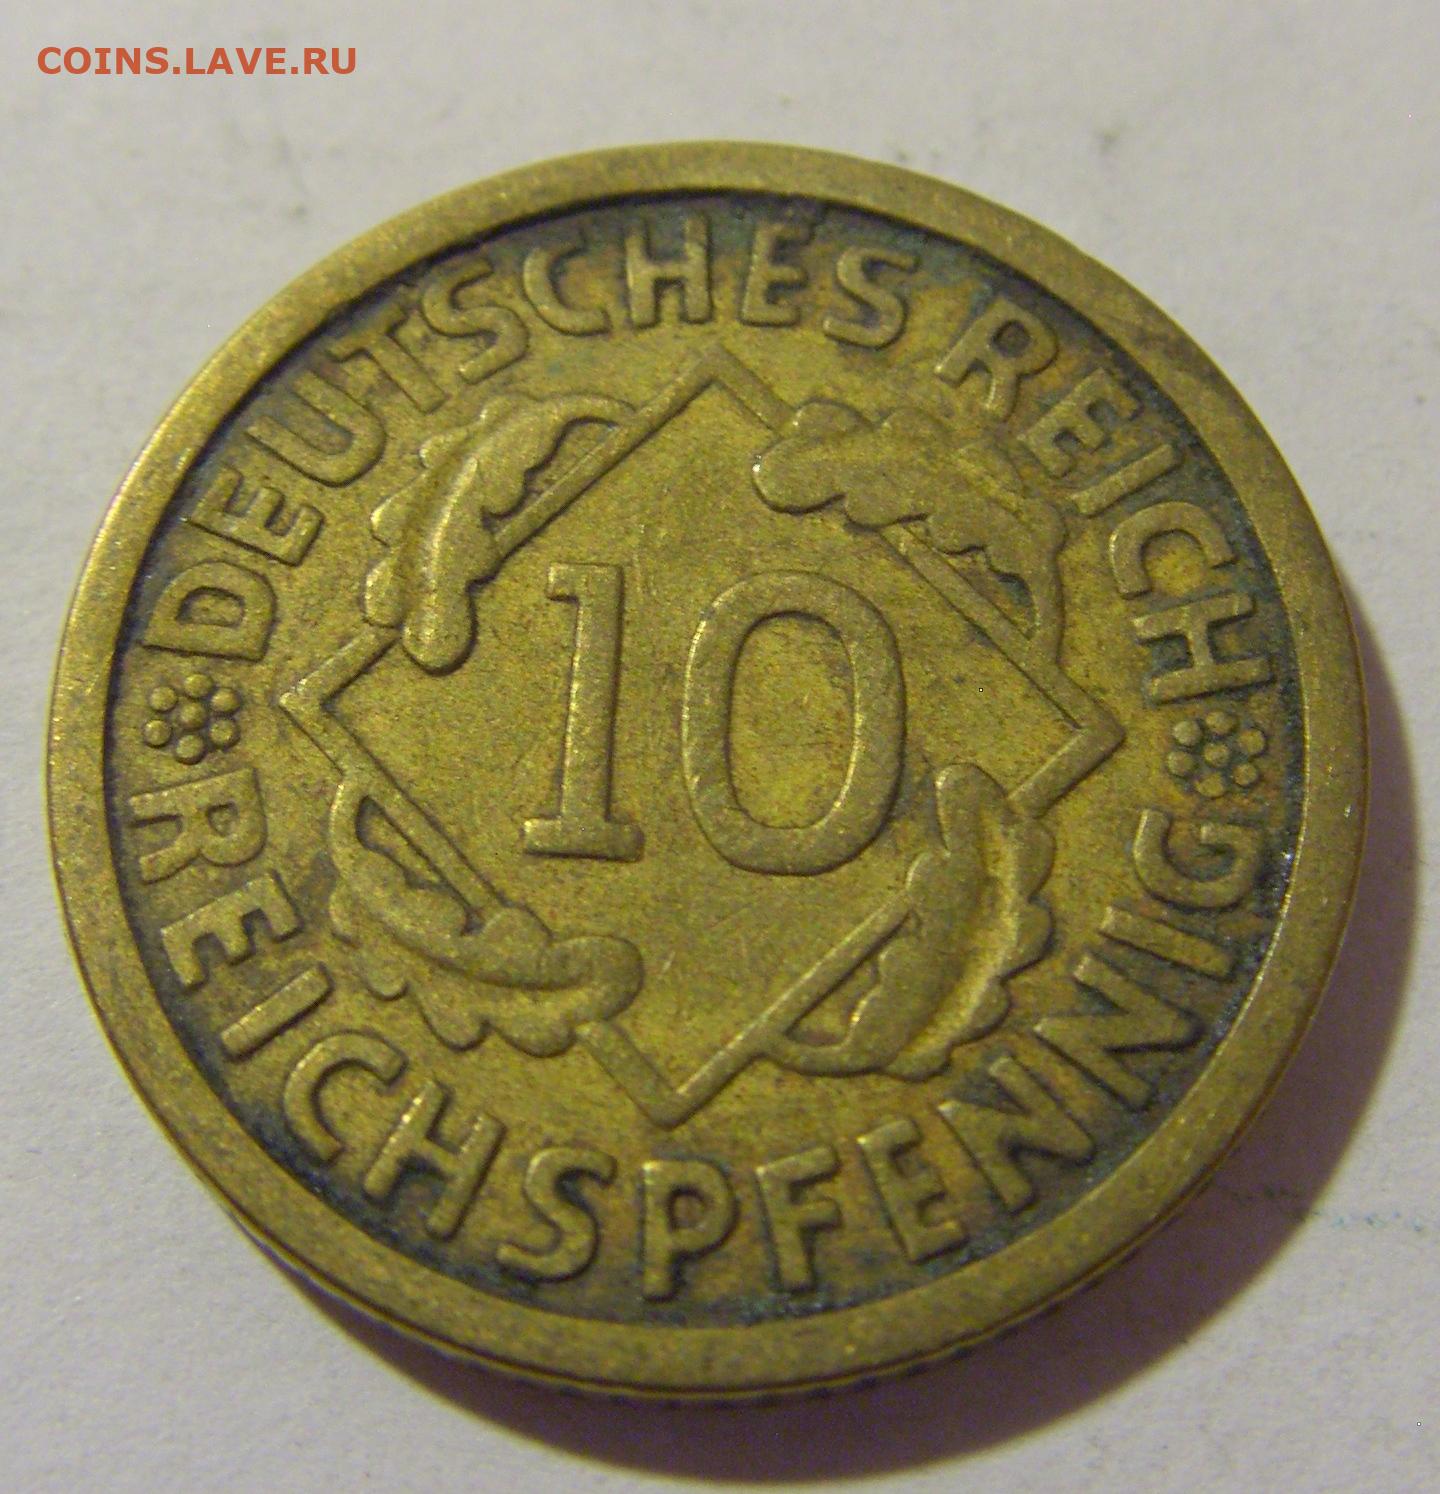 COINS.LAVE.RU
DEUTSCHES REICH
10
REICHSPFENNIG